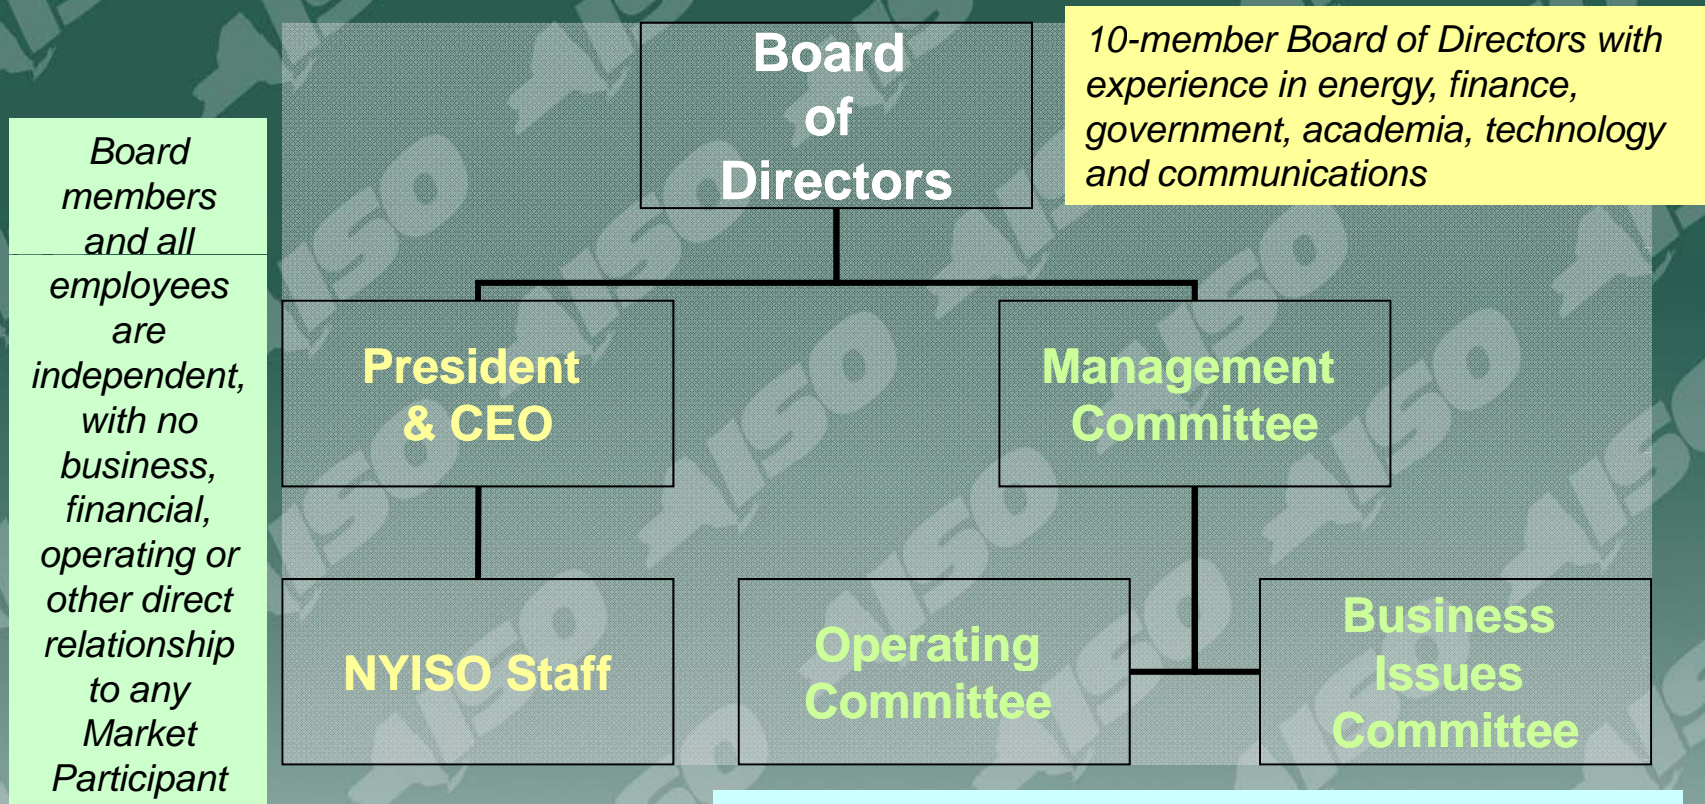 Board
of
Directors
10-member Board of Directors with
experience in energy, finance,
government, academia, technology
and communications
Board
members
and all
employees
are
independent,
with no
business,
financial,
operating or
other direct
relationship
to any
Market
Participant
President
& CEO
Management
Committee
NYISO Staff
Operating
Committee
Business
Issues
Committee